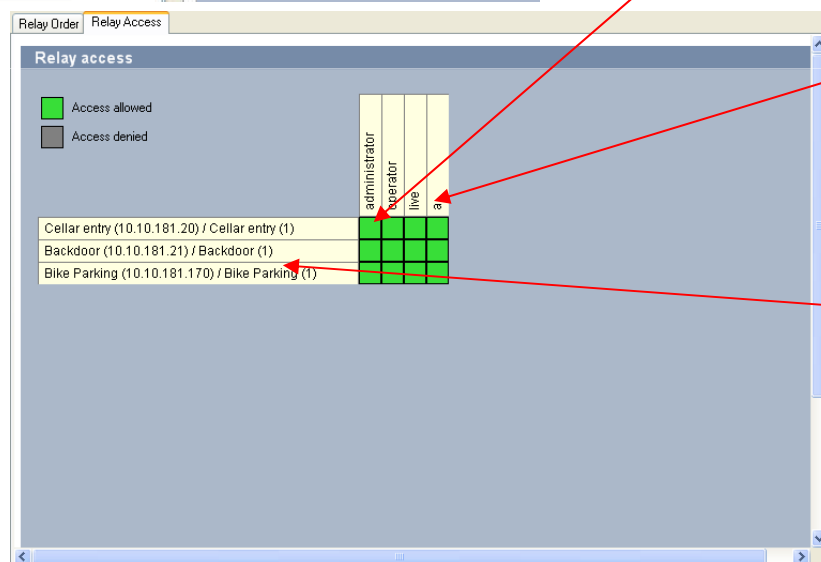 Relay Order Relay Access
Relay access
Access allowed
Access denied
administrator
operator
live
a
Cellar entry (10.10.181.20) / Cellar entry (1)
Backdoor (10.10.181.21) / Backdoor (1)
Bike Parking (10.10.181.170) / Bike Parking (1)